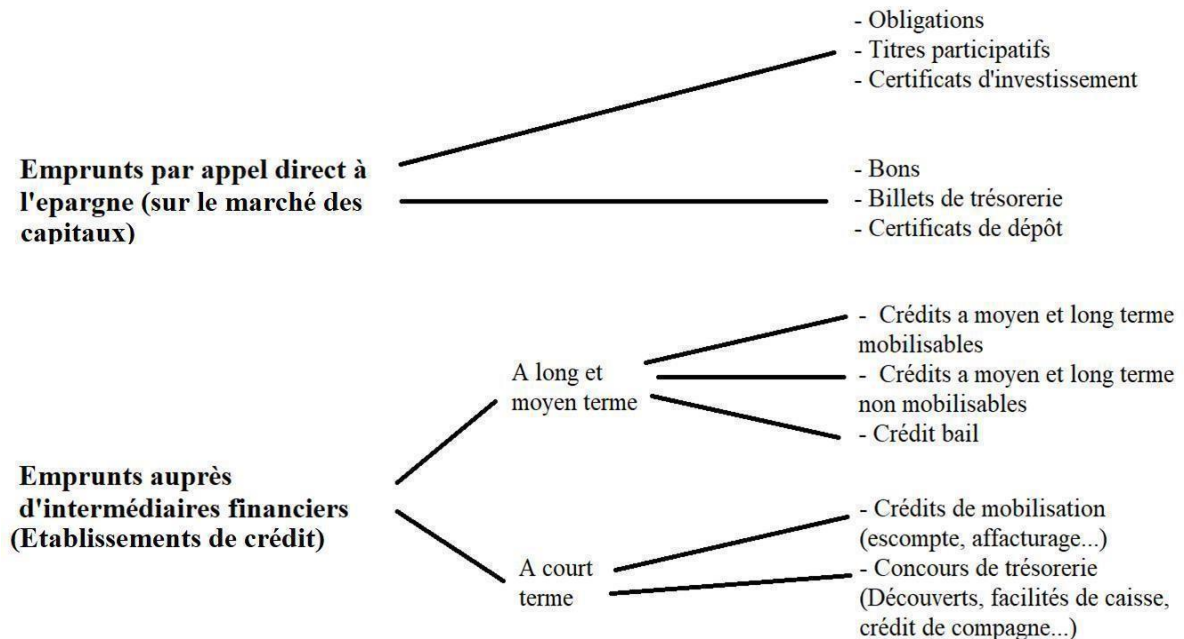 - Obligations
- Titres participatifs
- Certificats d'investissement
Emprunts par appel direct à
l'epargne (sur le marché des
capitaux)
- Bons
- Billets de trésorerie
- Certificats de dépôt
Emprunts auprès
d'intermédiaires financiers
(Etablissements de crédit)
A long et
moyen terme
- Crédits a moyen et long terme
mobilisables
- Crédits a moyen et long terme
non mobilisables
- Crédit bail
A court
terme
- Crédits de mobilisation
(escompte, affacturage...)
- Concours de trésorerie
(Découverts, facilités de caisse,
crédit de compagne...)